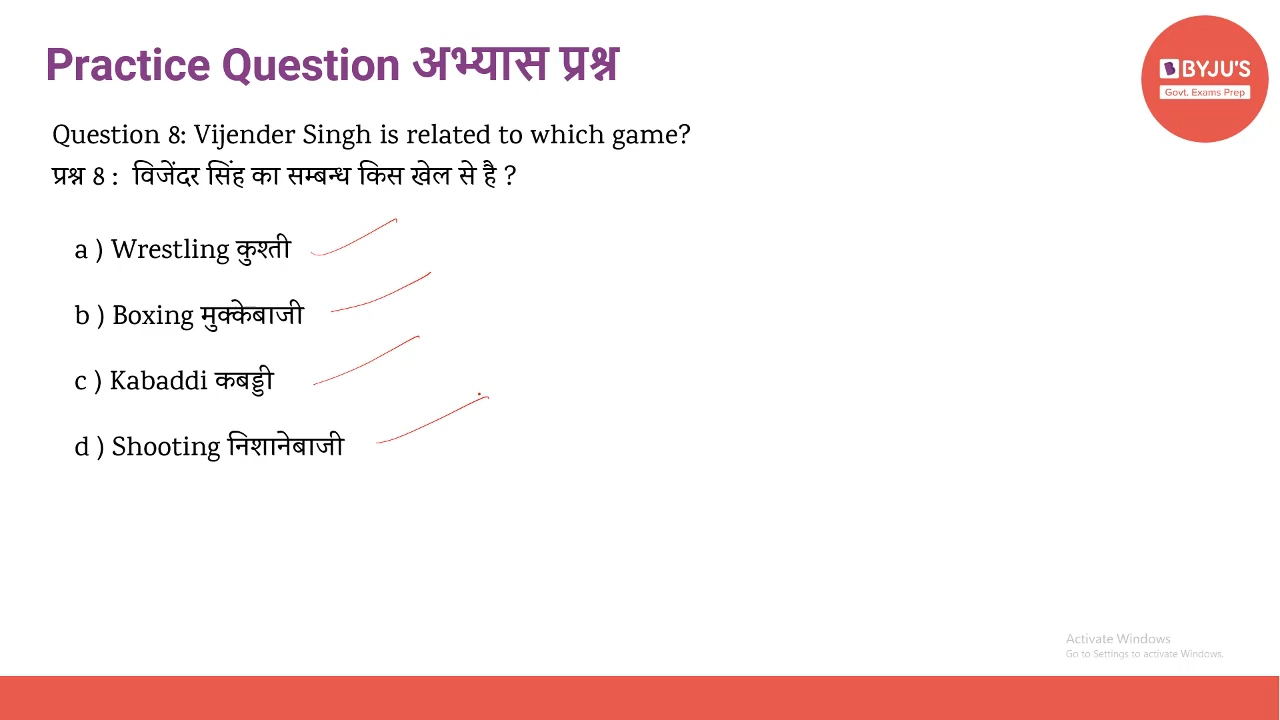 Practice Question अभ्यास प्रश्न
BYJU'S
Govt. Exams Prep
Question 8: Vijender Singh is related to which game?
प्रश्न 8 : विजेंदर सिंह का सम्बन्ध किस खेल से है ?
a ) Wrestling कुश्ती
b ) Boxing मुक्केबाजी
c ) Kabaddi कबड्डी
d ) Shooting निशानेबाजी
Activate Windows
Go to Settings to activate Windows.